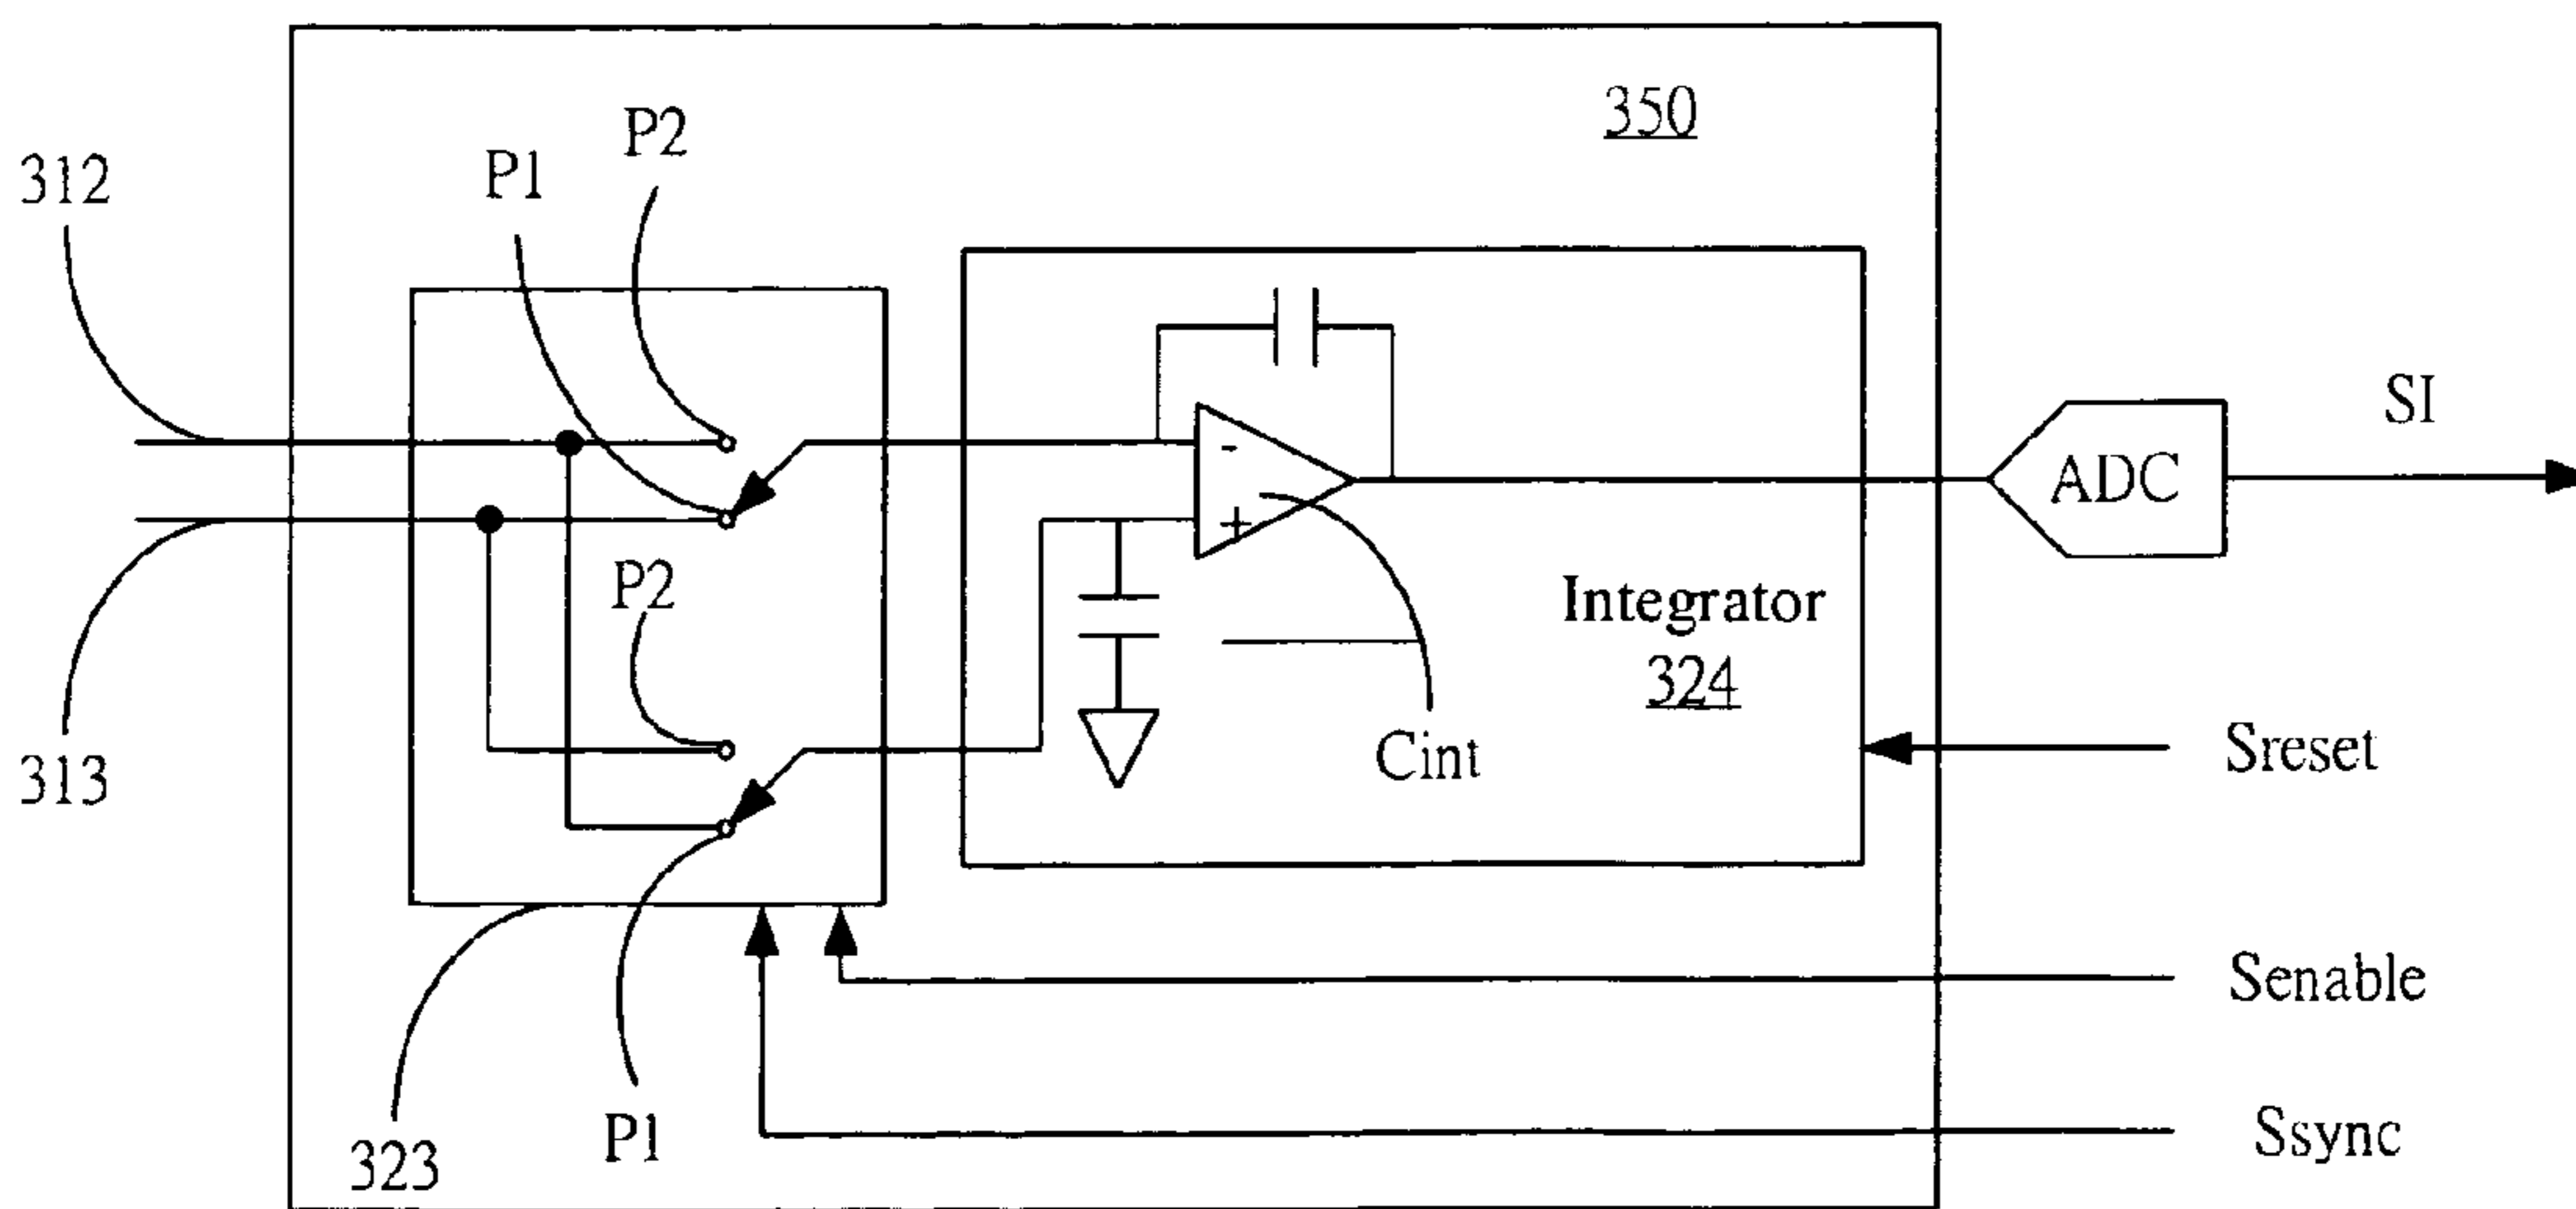 350
P2
P1
312
SI
-
ADC
+
P2
Integrator
324
Cint
Sreset
313
Senable
P1
Ssync
323